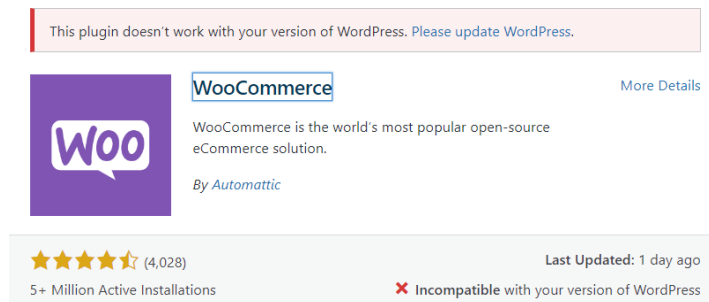 This plugin doesn't work with your version of WordPress. Please update WordPress.
WOO
WooCommerce
More Details
WooCommerce is the world's most popular open-source
eCommerce solution.
By Automattic
(4,028)
Last Updated: 1 day ago
5+ Million Active Installations
Incompatible with your version of WordPress